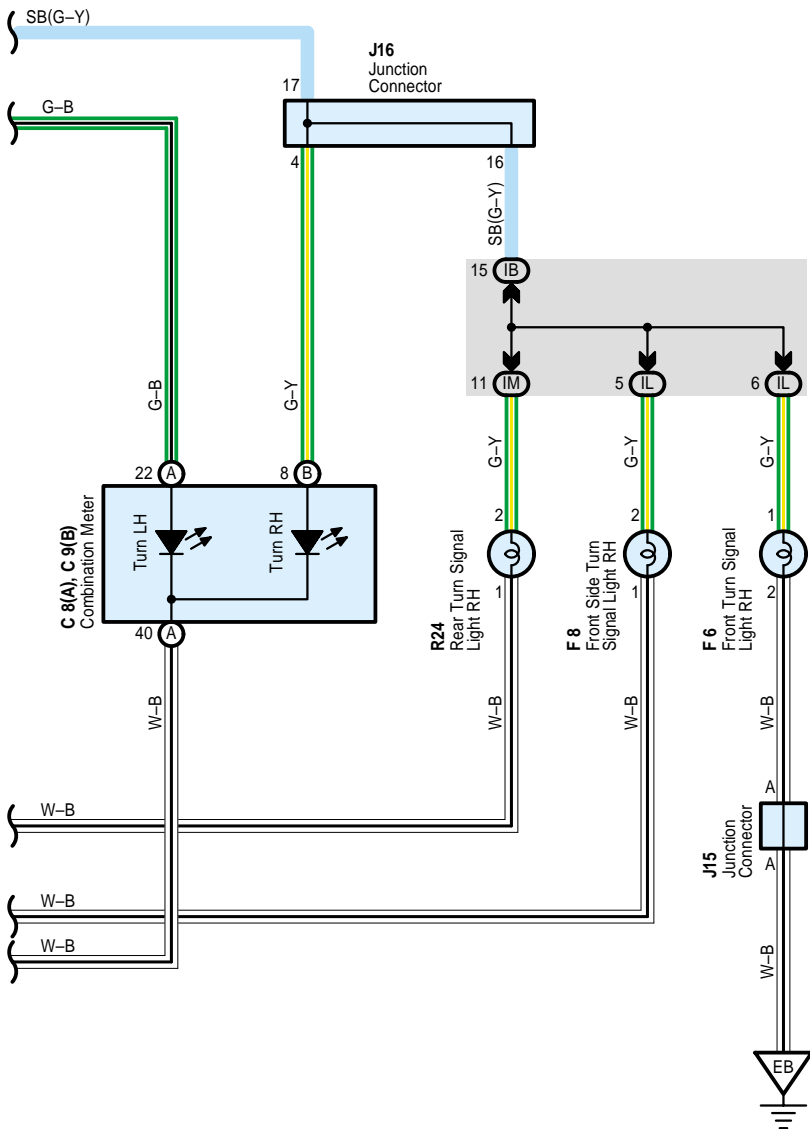 SB(G–Y)
J16
Junction
Connector
17
G–B
4
16
SB(G–Y)
15
IB
11
IM
5
IL
6
IL
G–B
G–Y
G–Y
G–Y
G–Y
22
A
8
B
C 8(A), C 9(B)
Combination Meter
Turn LH
Turn RH
40
A
2
1
R24
Rear Turn Signal
Light RH
2
1
F 8
Front Side Turn
Signal Light RH
1
2
F 6
Front Turn Signal
Light RH
W–B
W–B
W–B
W–B
W–B
A
J15
Junction
Connector
A
W–B
W–B
W–B
EB